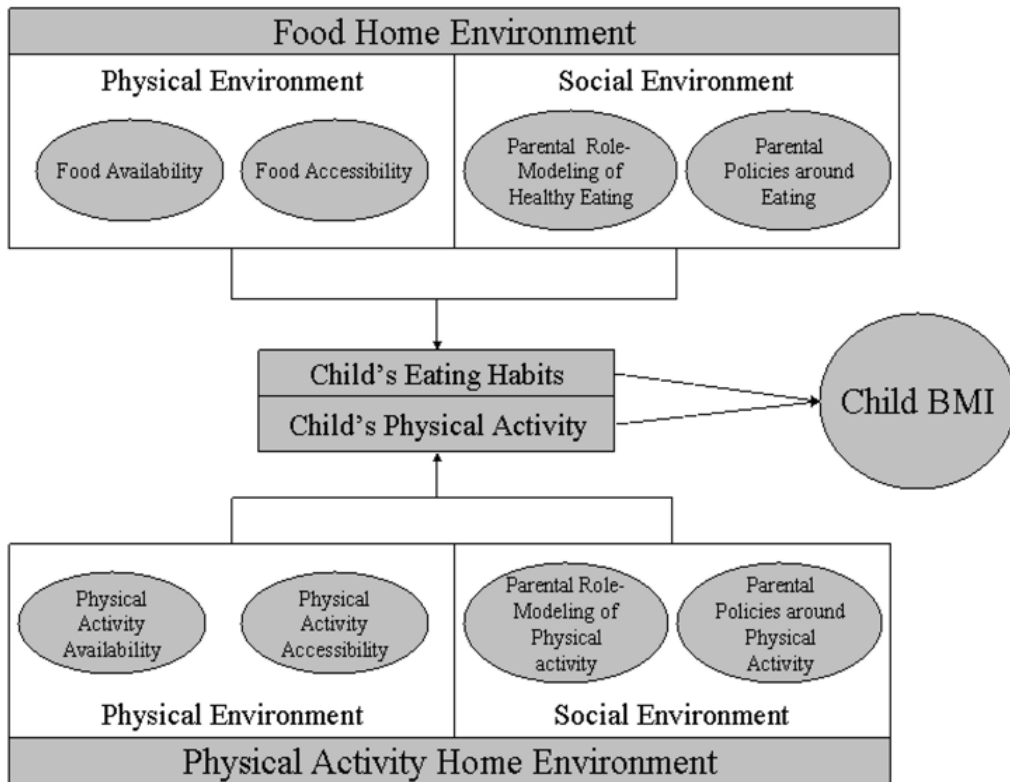 Food Home Environment
Physical Environment
Social Environment
Food Availability
Food Accessibility
Parental Role-
Modeling of
Healthy Eating
Parental
Policies around
Eating
Child's Eating Habits
Child's Physical Activity
Child BMI
Physical
Activity
Availability
Physical
Activity
Accessibility
Parental Role-
Modeling of
Physical
activity
Parental
Policies around
Physical
Activity
Physical Environment
Social Environment
Physical Activity Home Environment